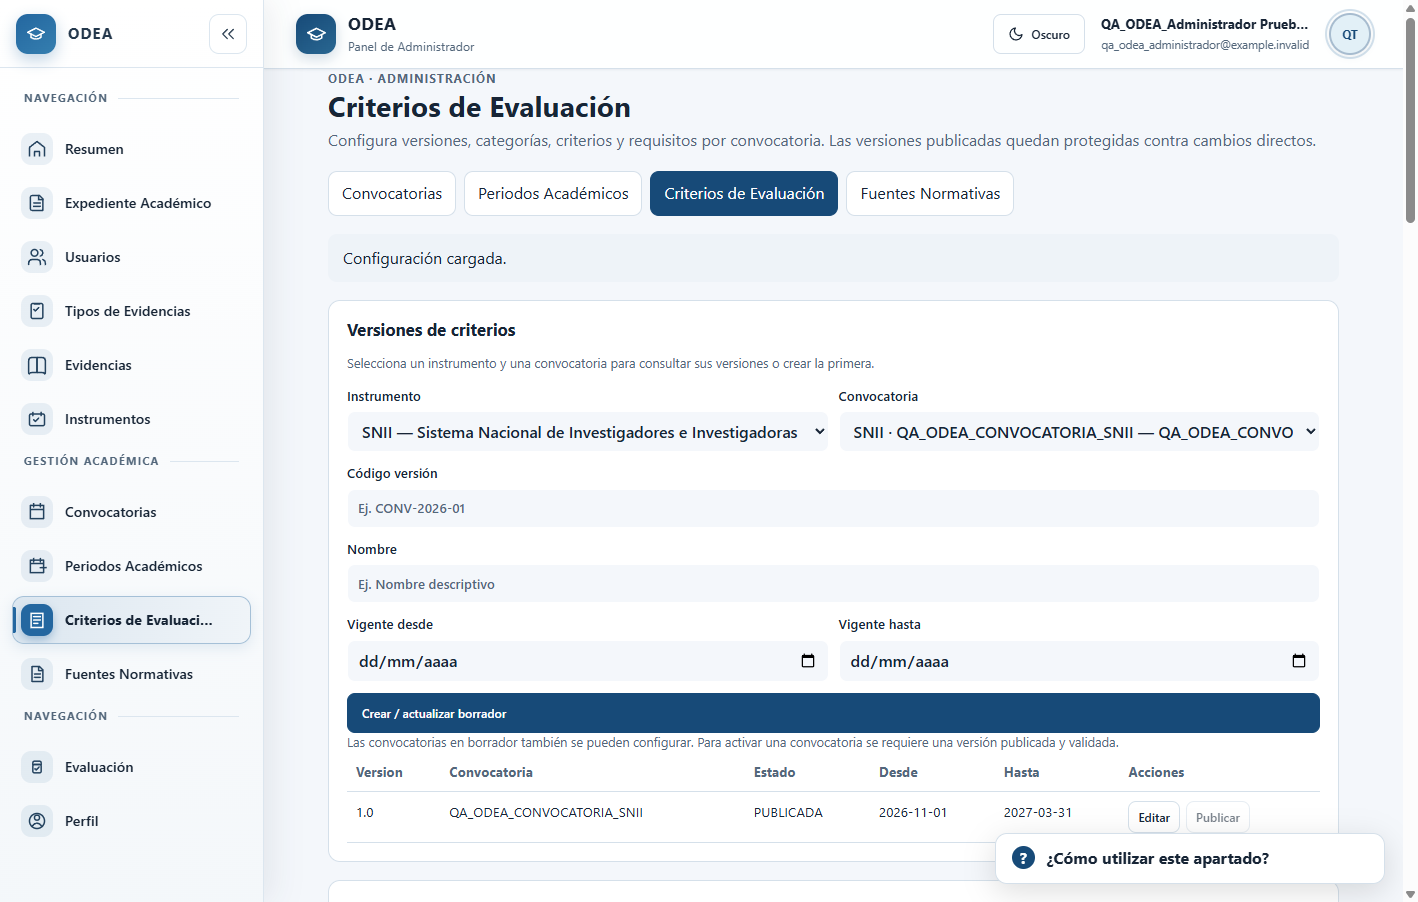 ODEA
NAVEGACIÓN
Resumen
Expediente Académico
Usuarios
Tipos de Evidencias
Evidencias
Instrumentos
GESTIÓN ACADÉMICA
Convocatorias
Periodos Académicos
Criterios de Evaluaci...
Fuentes Normativas
NAVEGACIÓN
Evaluación
Perfil
ODEA
Panel de Administrador
Oscuro
QA_ODEA_Administrador Prueb...
qa_odea_administrador@example.invalid
QT
ODEA · ADMINISTRACIÓN
Criterios de Evaluación
Configura versiones, categorías, criterios y requisitos por convocatoria. Las versiones publicadas quedan protegidas contra cambios directos.
Convocatorias Periodos Académicos Criterios de Evaluación Fuentes Normativas
Configuración cargada.
Versiones de criterios
Selecciona un instrumento y una convocatoria para consultar sus versiones o crear la primera.
Instrumento Convocatoria
SNII — Sistema Nacional de Investigadores e Investigadoras SNII · QA_ODEA_CONVOCATORIA_SNII — QA_ODEA_CONVO
Código versión
Ej. CONV-2026-01
Nombre
Ej. Nombre descriptivo
Vigente desde Vigente hasta
dd/mm/aaaa dd/mm/aaaa
Crear / actualizar borrador
Las convocatorias en borrador también se pueden configurar. Para activar una convocatoria se requiere una versión publicada y validada.
Version Convocatoria Estado Desde Hasta Acciones
1.0 QA_ODEA_CONVOCATORIA_SNII PUBLICADA 2026-11-01 2027-03-31 Editar Publicar
? ¿Cómo utilizar este apartado?